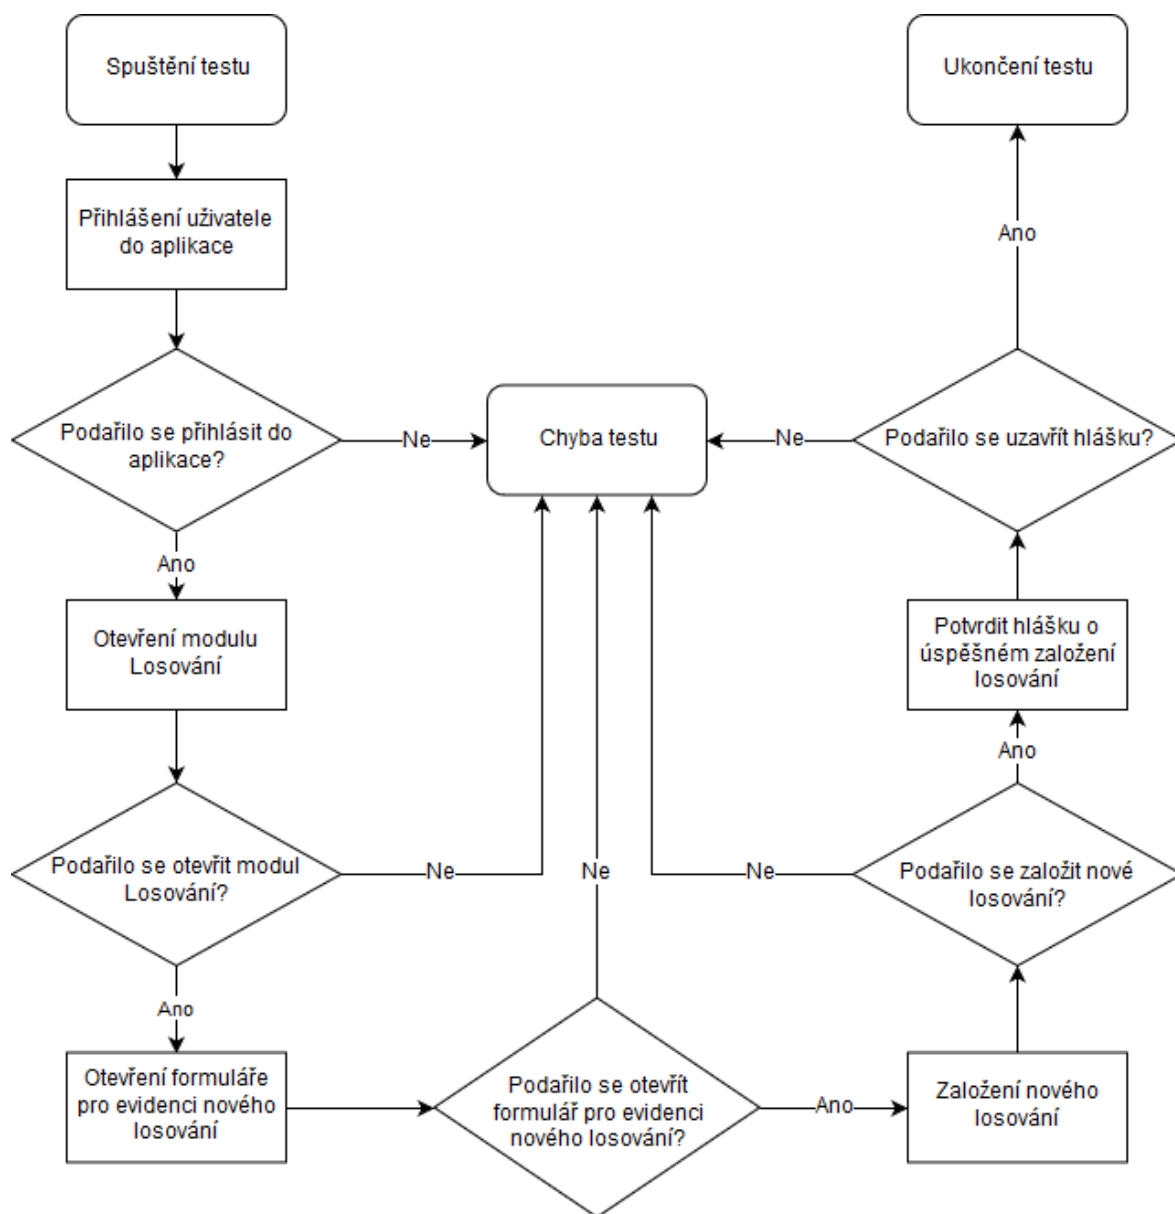 Spuštění testu
Přihlášení uživatele
do aplikace
Podařilo se přihlásit do
aplikace?
Ne
Ano
Otevření modulu
Losování
Podařilo se otevřit modul
Losování?
Ne
Ano
Otevření formuláře
pro evidenci nového
losování
Podařilo se otevřít
formulář pro evidenci
nového losování?
Ne
Ano
Založení nového
losování
Podařilo se založit nové
losování?
Ne
Ano
Potvrdit hlášku o
úspěšném založení
losování
Podařilo se uzavřít hlášku?
Ne
Ano
Chyba testu
Ukončení testu